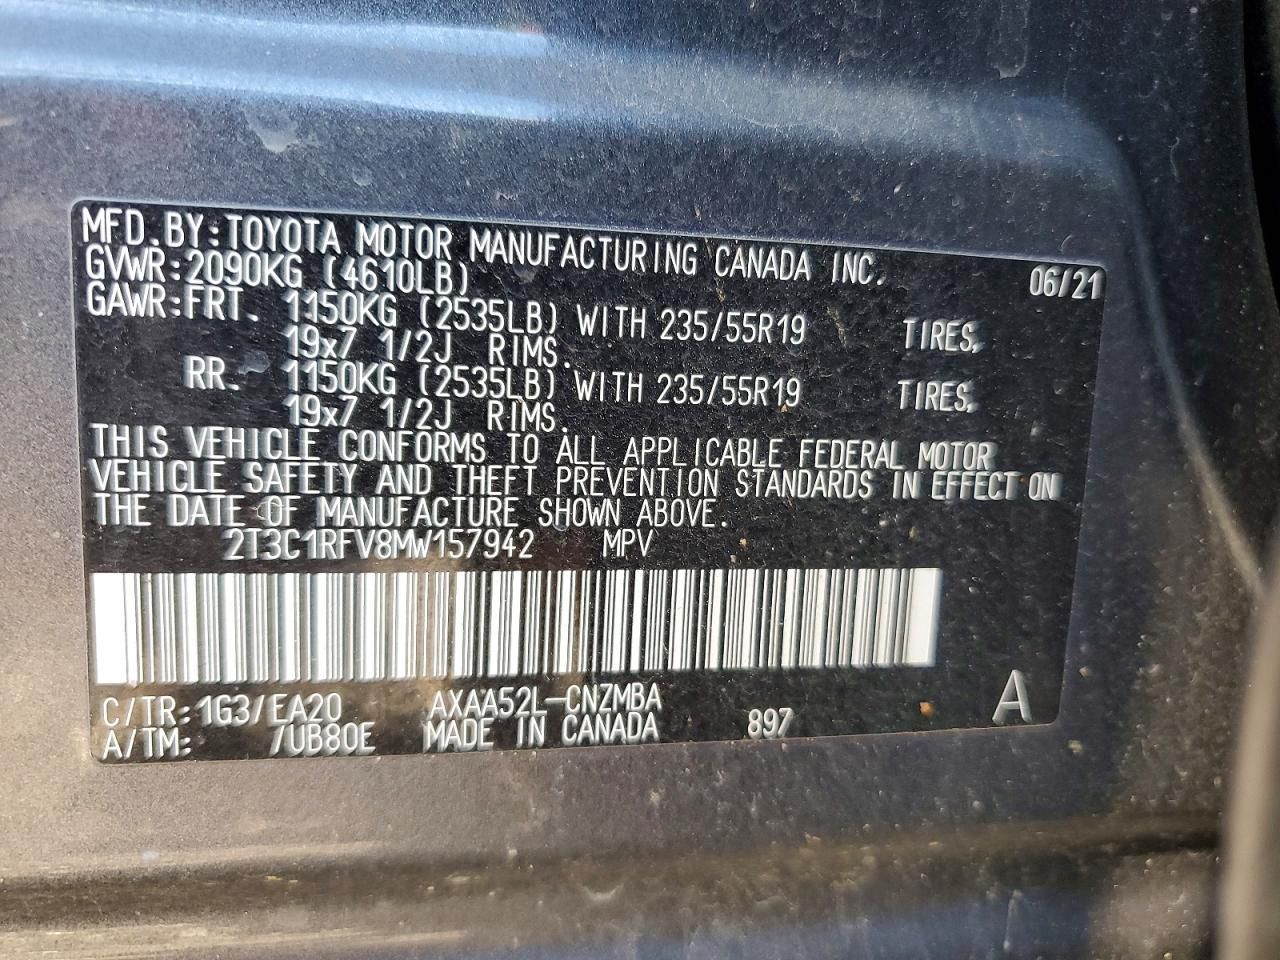 MFD.BY:TOYOTA MOTOR MANUFACTURING CANADA INC. 06/21
GVWR:2090KG (4610LB)
GAWR:FRT. 1150KG (2535LB) WITH 235/55R19 TIRES,
19x7 1/2J RIMS.
RR. 1150KG (2535LB) WITH 235/55R19 TIRES,
19x7 1/2J RIMS.
THIS VEHICLE CONFORMS TO ALL APPLICABLE FEDERAL MOTOR
VEHICLE SAFETY AND THEFT PREVENTION STANDARDS IN EFFECT ON
THE DATE OF MANUFACTURE SHOWN ABOVE.
2T3C1RFV8MW157942 MPV
C/TR:1G3/EA20 AXAA52L-CNZMBA A
A/TM: /UB80E MADE IN CANADA 897